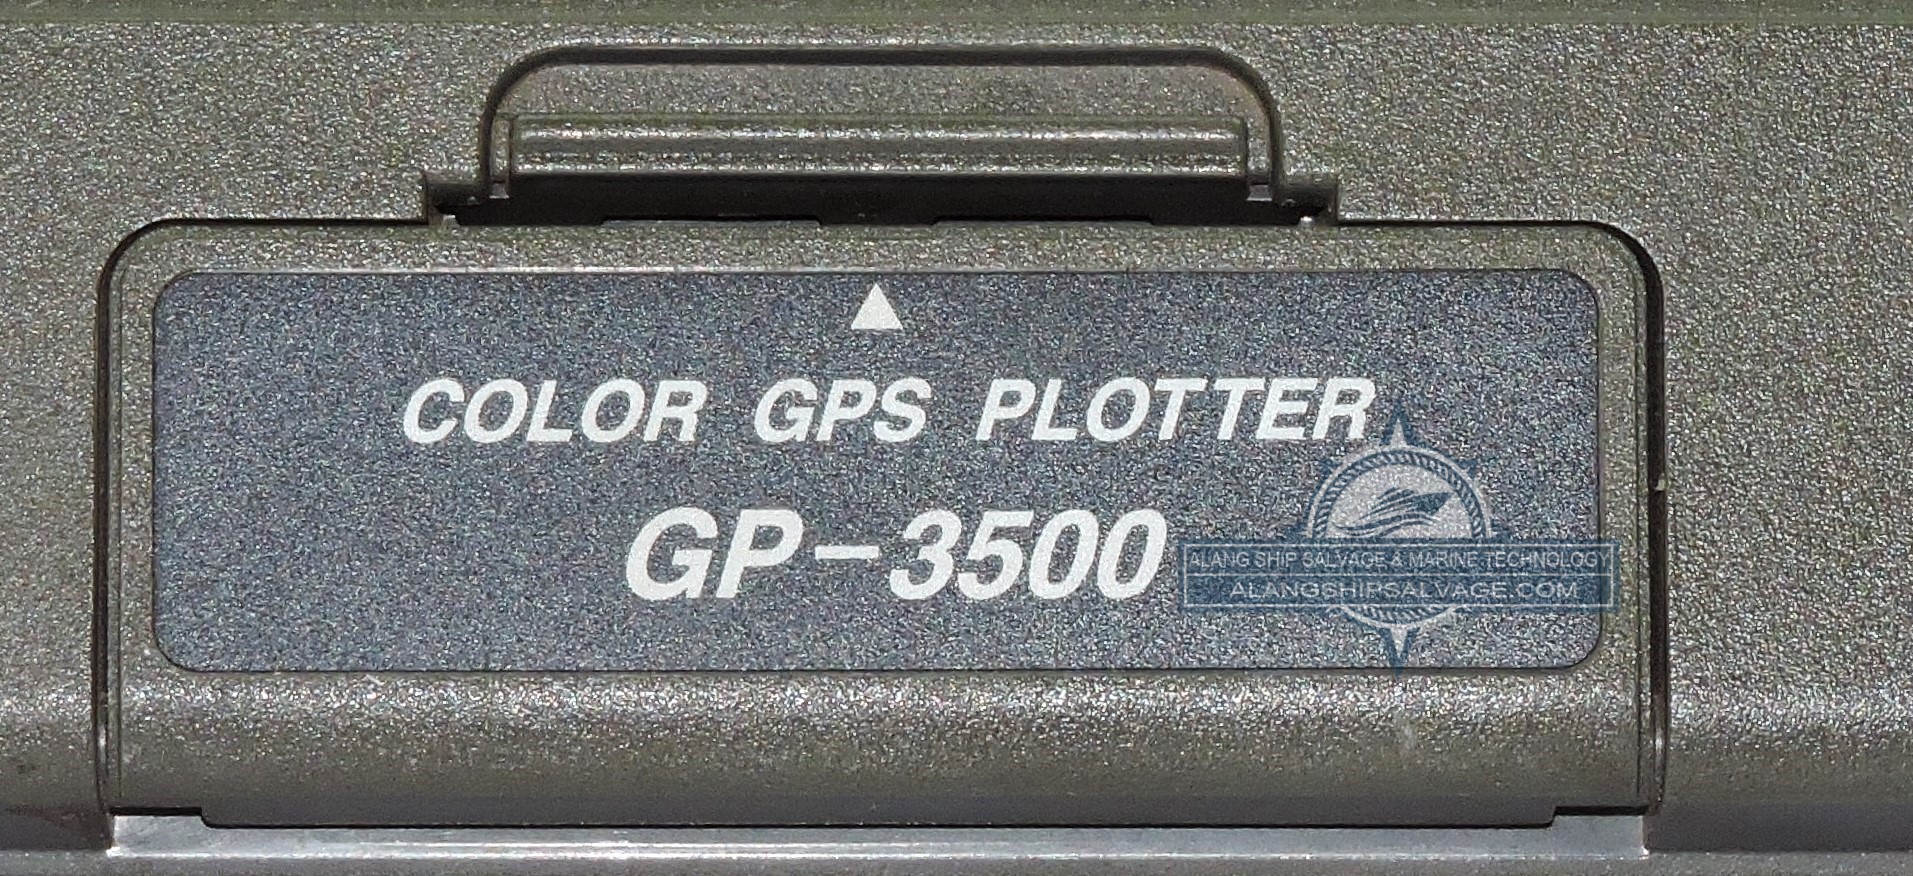 COLOR GPS PLOTTER
GP-3500
ALANG SHIP SALVAGE & MARINE TECHNOLOGY
ALANGSHIPSALVAGE.COM